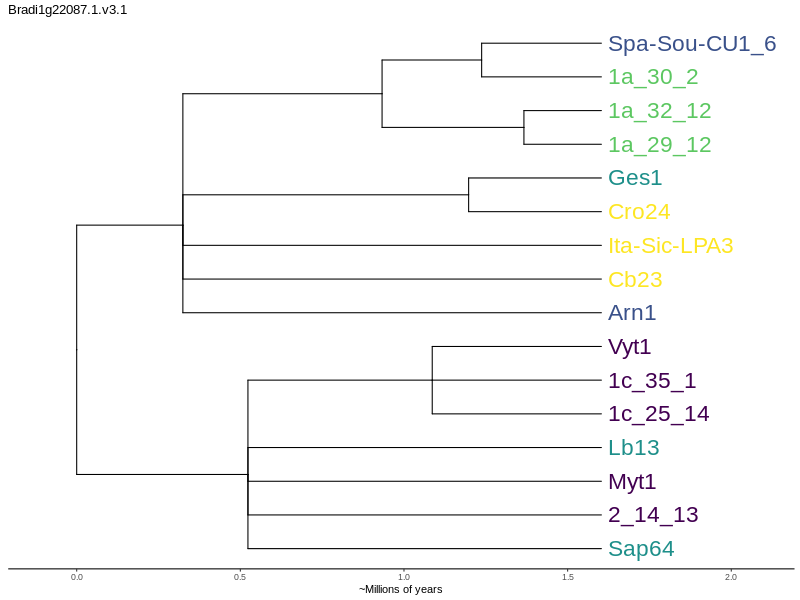 Bradi1g22087.1.v3.1
Spa-Sou-CU1_6
1a_30_2
1a_32_12
1a_29_12
Ges1
Cro24
Ita-Sic-LPA3
Cb23
Arn1
Vyt1
1c_35_1
1c_25_14
Lb13
Myt1
2_14_13
Sap64
0.0 0.5 1.0 1.5 2.0
~Millions of years